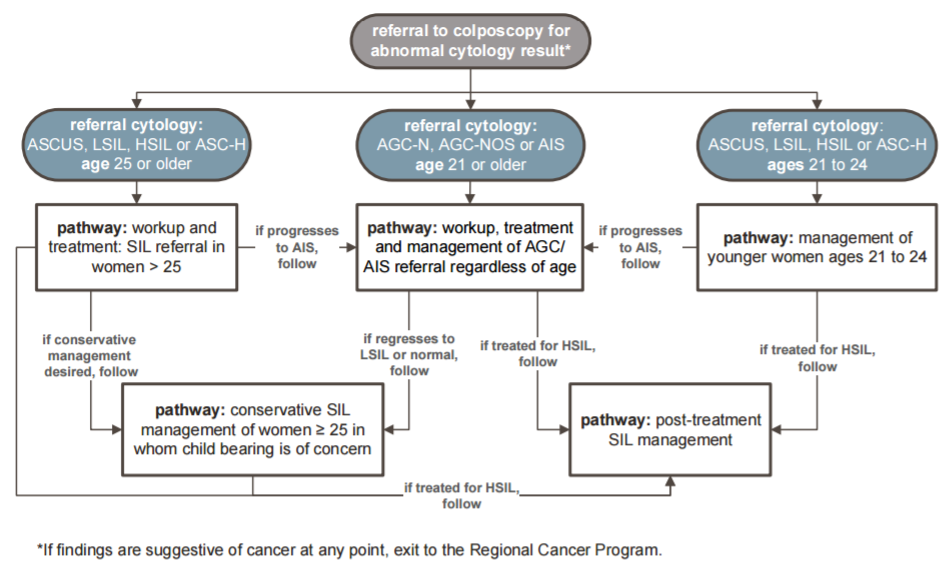 referral to colposcopy for
abnormal cytology result*
referral cytology:
ASCUS, LSIL, HSIL or ASC-H
age 25 or older
referral cytology:
AGC-N, AGC-NOS or AIS
age 21 or older
referral cytology:
ASCUS, LSIL, HSIL or ASC-H
ages 21 to 24
pathway: workup and
treatment: SIL referral in
women > 25
if progresses
to AIS,
follow
pathway: workup, treatment
and management of AGC/
AIS referral regardless of age
if progresses
to AIS,
follow
pathway: management of
younger women ages 21 to 24
if conservative
management
desired, follow
if regresses to
LSIL or normal,
follow
if treated for HSIL,
follow
if treated for HSIL,
follow
pathway: conservative SIL
management of women ≥ 25 in
whom child bearing is of concern
pathway: post-treatment
SIL management
if treated for HSIL,
follow
*If findings are suggestive of cancer at any point, exit to the Regional Cancer Program.